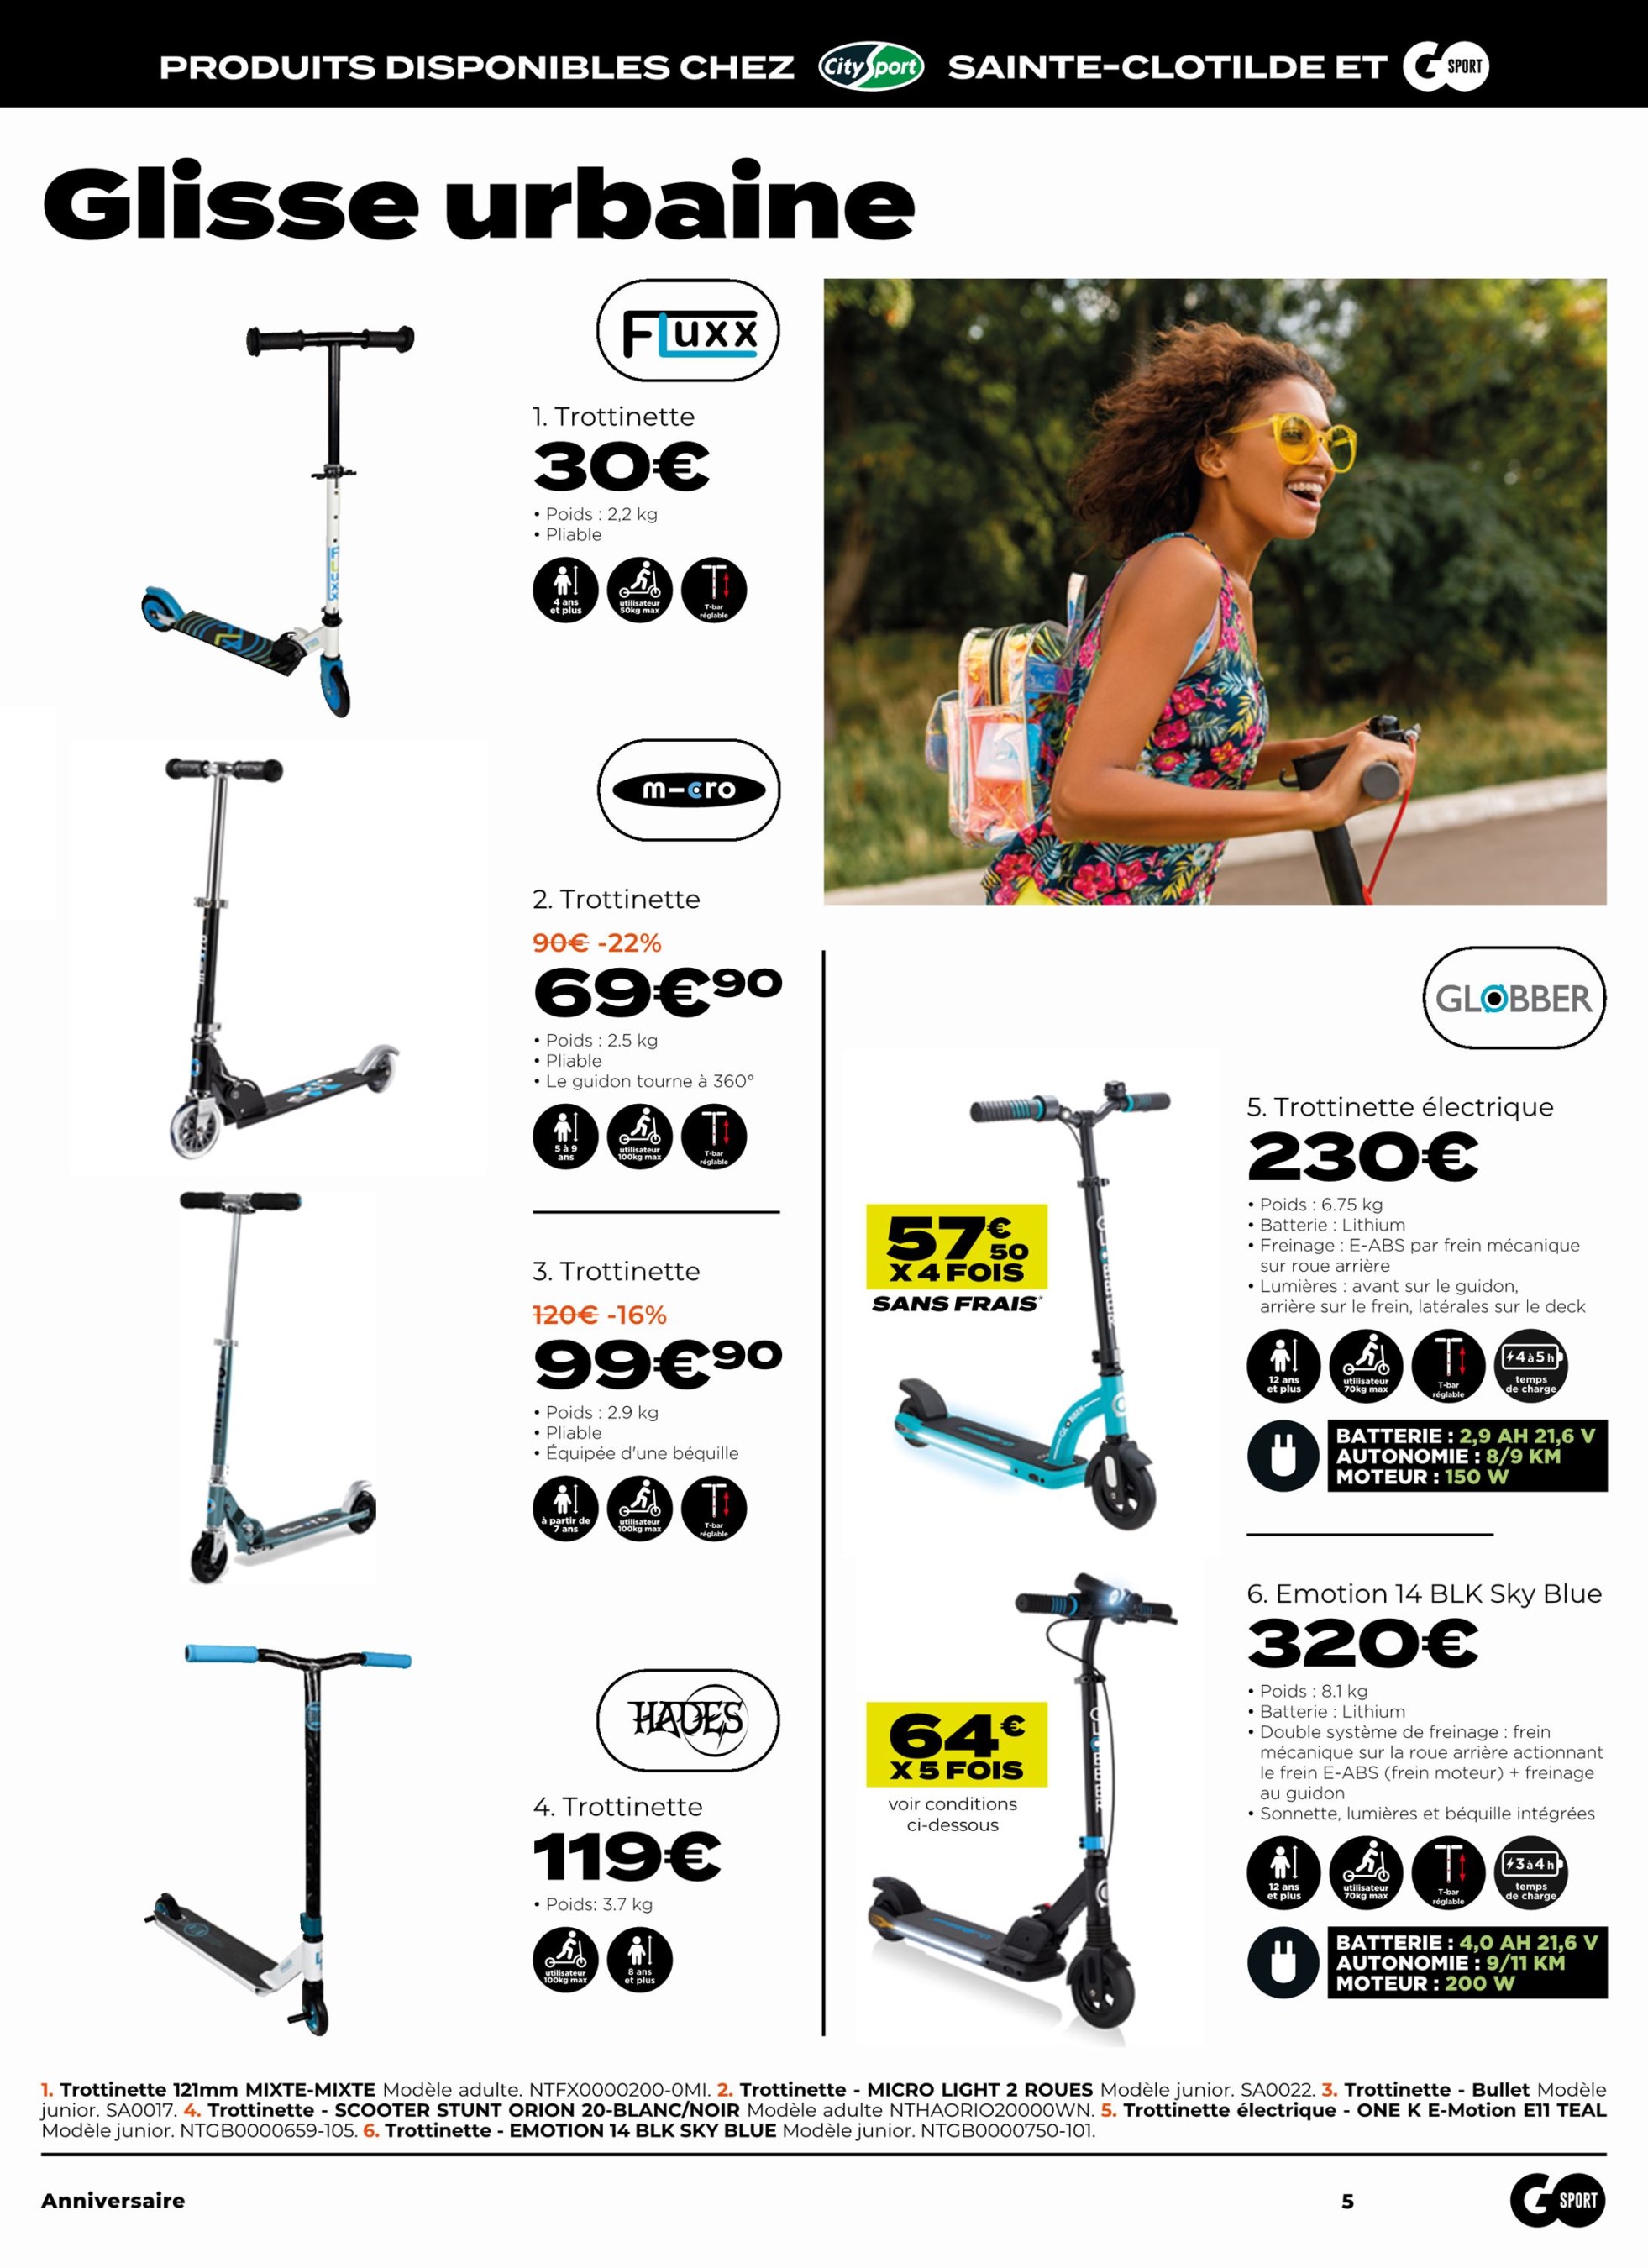 PRODUITS DISPONIBLES CHEZ City Sport SAINTE-CLOTILDE ET GO SPORT
Glisse urbaine
FLUXX
1. Trottinette
30€
• Poids : 2,2 kg
• Pliable
4 ans et plus
utilisateur 50kg max
T-bar réglable
FLUXX
micro
2. Trottinette
90€ -22%
69€90
• Poids : 2.5 kg
• Pliable
• Le guidon tourne à 360°
5 à 9 ans
utilisateur 100kg max
T-bar réglable
3. Trottinette
120€ -16%
99€90
• Poids : 2.9 kg
• Pliable
• Équipée d'une béquille
à partir de 7 ans
utilisateur 100kg max
T-bar réglable
HADES
4. Trottinette
119€
• Poids: 3.7 kg
utilisateur 100kg max
8 ans et plus
GLOBBER
5. Trottinette électrique
230€
57€50
X 4 FOIS
SANS FRAIS*
• Poids : 6.75 kg
• Batterie : Lithium
• Freinage : E-ABS par frein mécanique
sur roue arrière
• Lumières : avant sur le guidon,
arrière sur le frein, latérales sur le deck
12 ans et plus
utilisateur 70kg max
T-bar réglable
4à5h temps de charge
BATTERIE : 2,9 AH 21,6 V
AUTONOMIE : 8/9 KM
MOTEUR : 150 W
6. Emotion 14 BLK Sky Blue
320€
64€
X 5 FOIS
voir conditions
ci-dessous
• Poids : 8.1 kg
• Batterie : Lithium
• Double système de freinage : frein
mécanique sur la roue arrière actionnant
le frein E-ABS (frein moteur) + freinage
au guidon
• Sonnette, lumières et béquille intégrées
12 ans et plus
utilisateur 70kg max
T-bar réglable
3à4h temps de charge
BATTERIE : 4,0 AH 21,6 V
AUTONOMIE : 9/11 KM
MOTEUR : 200 W
1. Trottinette 121mm MIXTE-MIXTE Modèle adulte. NTFX0000200-0MI. 2. Trottinette - MICRO LIGHT 2 ROUES Modèle junior. SA0022. 3. Trottinette - Bullet Modèle
junior. SA0017. 4. Trottinette - SCOOTER STUNT ORION 20-BLANC/NOIR Modèle adulte NTHAORIO20000WN. 5. Trottinette électrique - ONE K E-Motion E11 TEAL
Modèle junior. NTGB0000659-105. 6. Trottinette - EMOTION 14 BLK SKY BLUE Modèle junior. NTGB0000750-101.
Anniversaire
5
GO SPORT